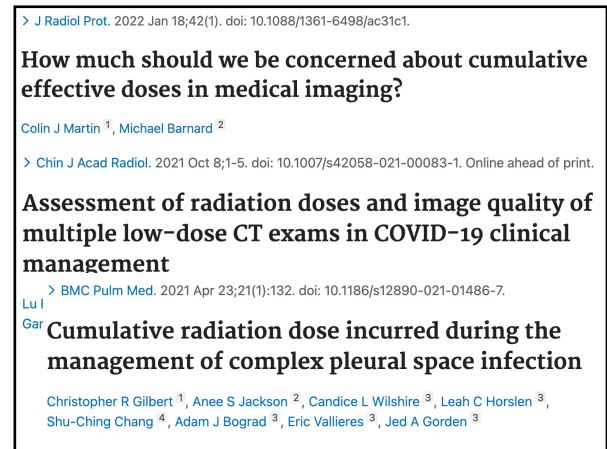 > J Radiol Prot. 2022 Jan 18;42(1). doi: 10.1088/1361-6498/ac31c1.
How much should we be concerned about cumulative
effective doses in medical imaging?
Colin J Martin 1, Michael Barnard 2
> Chin J Acad Radiol. 2021 Oct 8;1-5. doi: 10.1007/s42058-021-00083-1. Online ahead of print.
Assessment of radiation doses and image quality of
multiple low-dose CT exams in COVID-19 clinical
management
> BMC Pulm Med. 2021 Apr 23;21(1):132. doi: 10.1186/s12890-021-01486-7.
Lu
Gar
Cumulative radiation dose incurred during the
management of complex pleural space infection
Christopher R Gilbert 1, Anee S Jackson 2, Candice L Wilshire 3, Leah C Horslen 3,
Shu-Ching Chang 4, Adam J Bograd 3, Eric Vallieres 3, Jed A Gorden 3